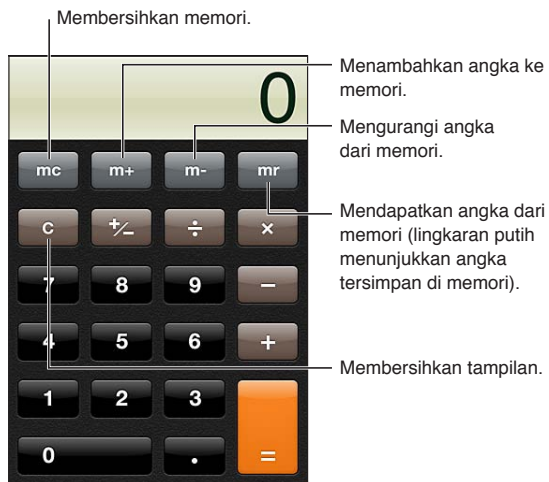 Membersihkan memori.
0
Menambahkan angka ke
memori.
Mengurangi angka
dari memori.
mc m+ m- mr
Mendapatkan angka dari
memori (lingkaran putih
menunjukkan angka
tersimpan di memori).
C +/− ÷ ×
7 8 9 −
4 5 6 +
Membersihkan tampilan.
1 2 3
0 . =